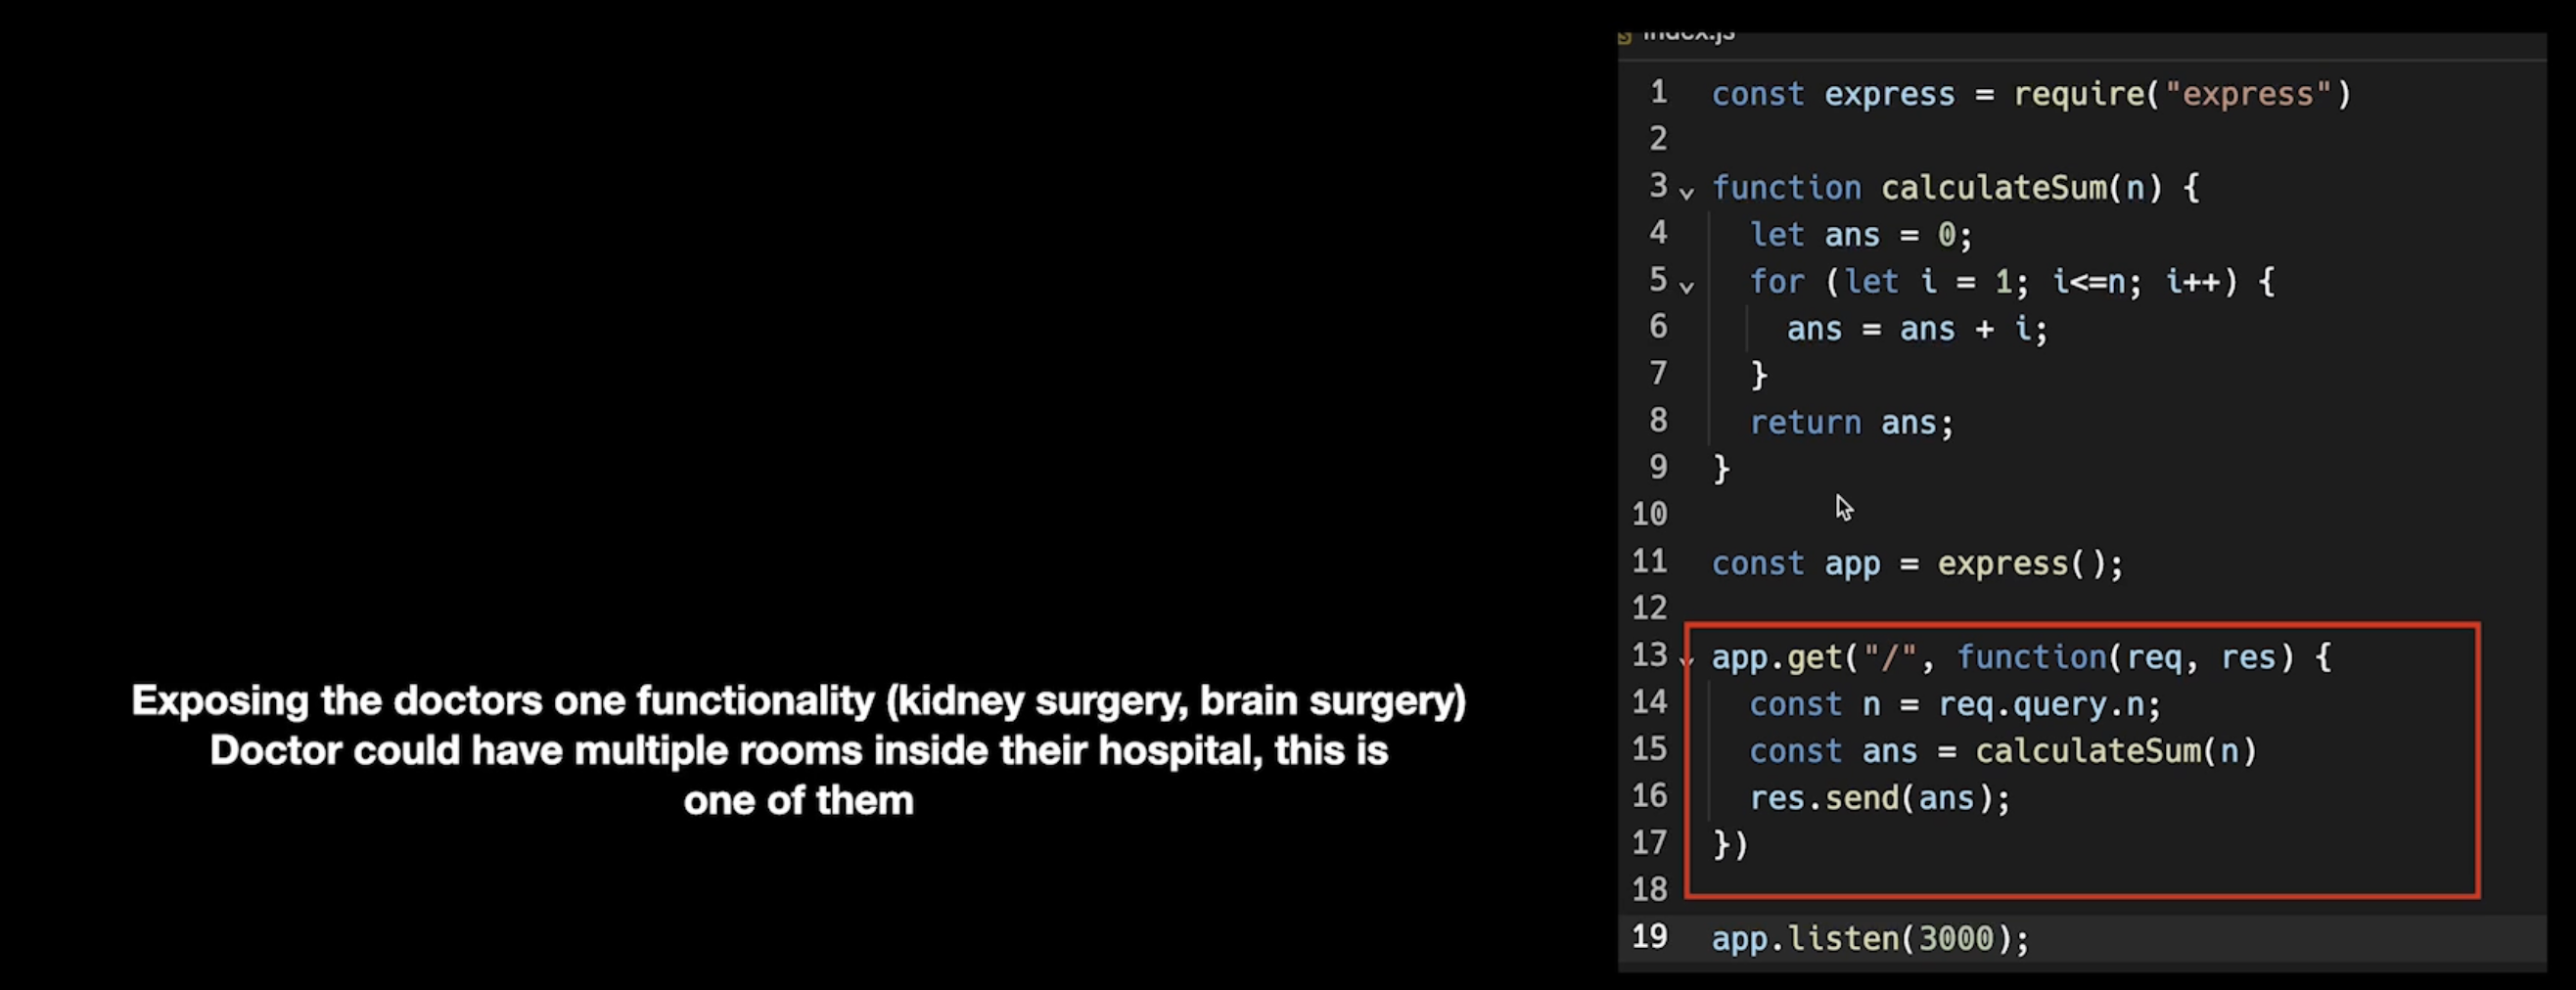 Exposing the doctors one functionality (kidney surgery, brain surgery)
Doctor could have multiple rooms inside their hospital, this is
one of them
index.js
1 const express = require("express")
2
3 function calculateSum(n) {
4 let ans = 0;
5 for (let i = 1; i<=n; i++) {
6 ans = ans + i;
7 }
8 return ans;
9 }
10
11 const app = express();
12
13 app.get("/", function(req, res) {
14 const n = req.query.n;
15 const ans = calculateSum(n)
16 res.send(ans);
17 })
18
19 app.listen(3000);